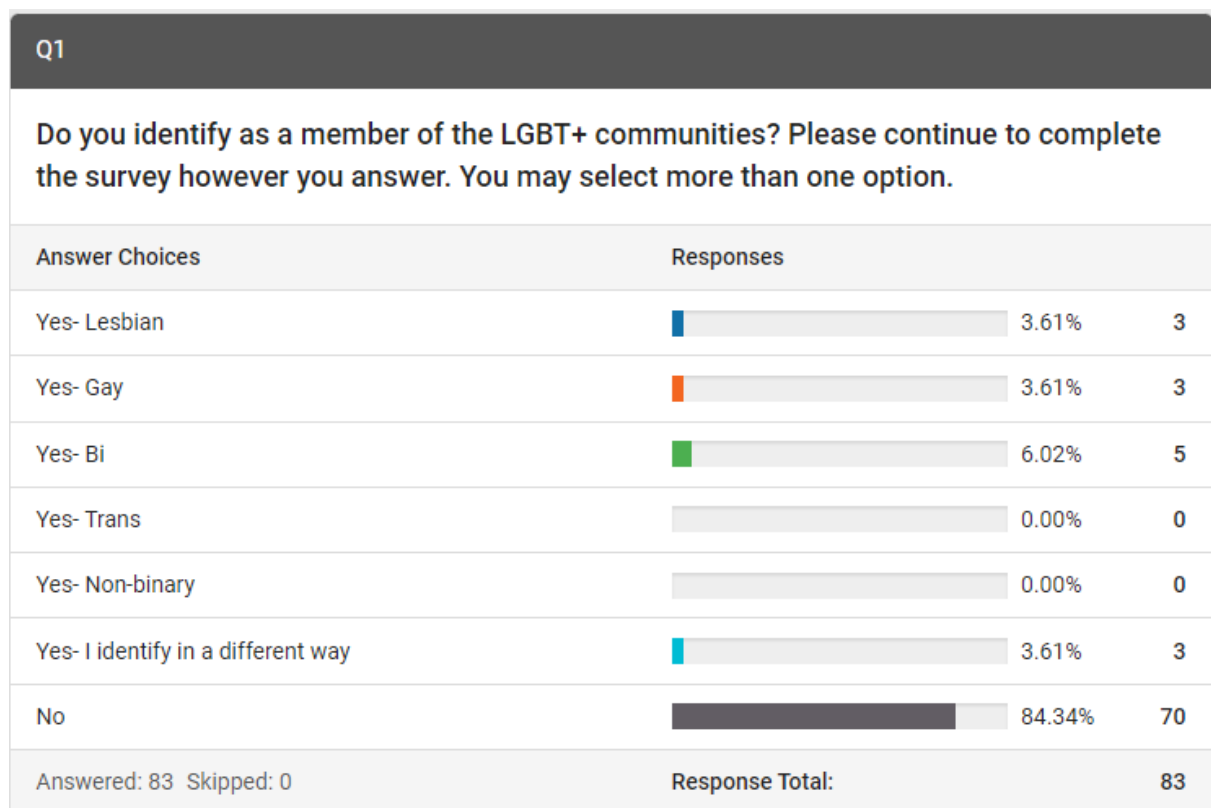 Q1
Do you identify as a member of the LGBT+ communities? Please continue to complete
the survey however you answer. You may select more than one option.
Answer Choices Responses
Yes- Lesbian 3.61% 3
Yes- Gay 3.61% 3
Yes- Bi 6.02% 5
Yes- Trans 0.00% 0
Yes- Non-binary 0.00% 0
Yes- I identify in a different way 3.61% 3
No 84.34% 70
Answered: 83 Skipped: 0 Response Total: 83